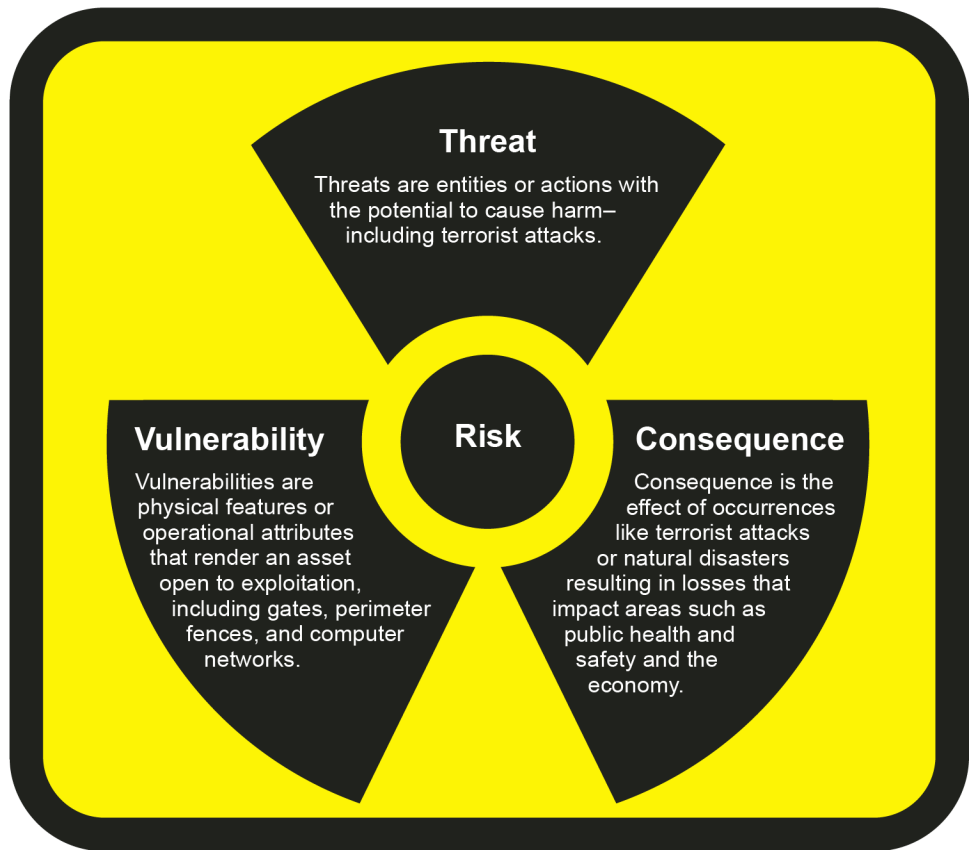 Threat
Threats are entities or actions with
the potential to cause harm–
including terrorist attacks.
Risk
Vulnerability
Vulnerabilities are
physical features or
operational attributes
that render an asset
open to exploitation,
including gates, perimeter
fences, and computer
networks.
Consequence
Consequence is the
effect of occurrences
like terrorist attacks
or natural disasters
resulting in losses that
impact areas such as
public health and
safety and the
economy.